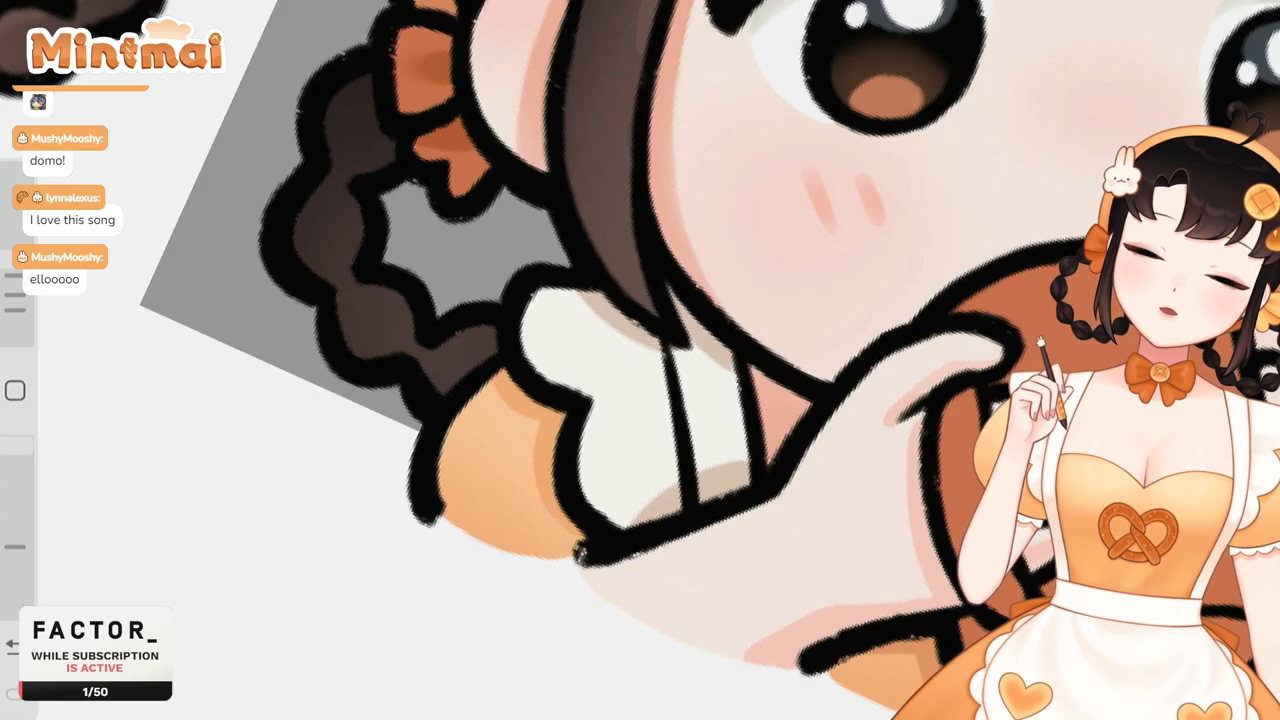 Mintmai
MushyMooshy:
domo!
lynnalexus:
I love this song
MushyMooshy:
ellooooo
FACTOR_
WHILE SUBSCRIPTION
IS ACTIVE
1/50